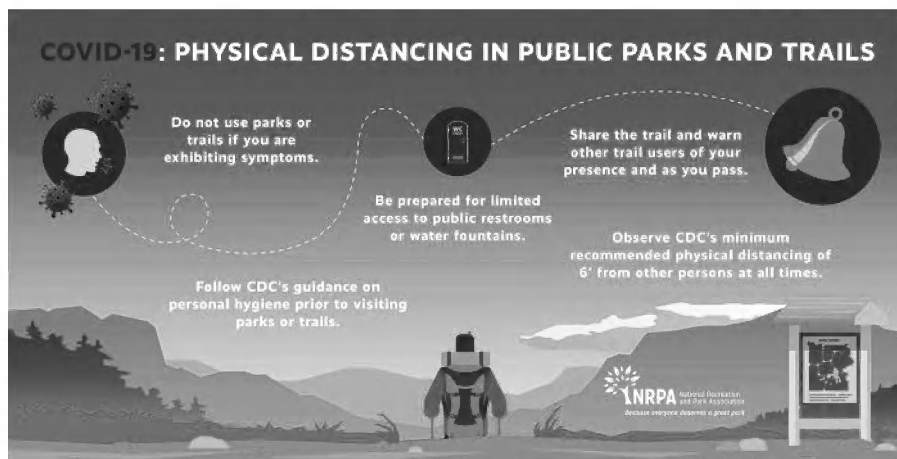 COVID-19: PHYSICAL DISTANCING IN PUBLIC PARKS AND TRAILS
Do not use parks or
trails if you are
exhibiting symptoms.
Follow CDC's guidance on
personal hygiene prior to visiting
parks or trails.
WC
Be prepared for limited
access to public restrooms
or water fountains.
Share the trail and warn
other trail users of your
presence and as you pass.
Observe CDC's minimum
recommended physical distancing of
6' from other persons at all times.
NRPA National Recreation
and Park Association
Because everyone deserves a great park